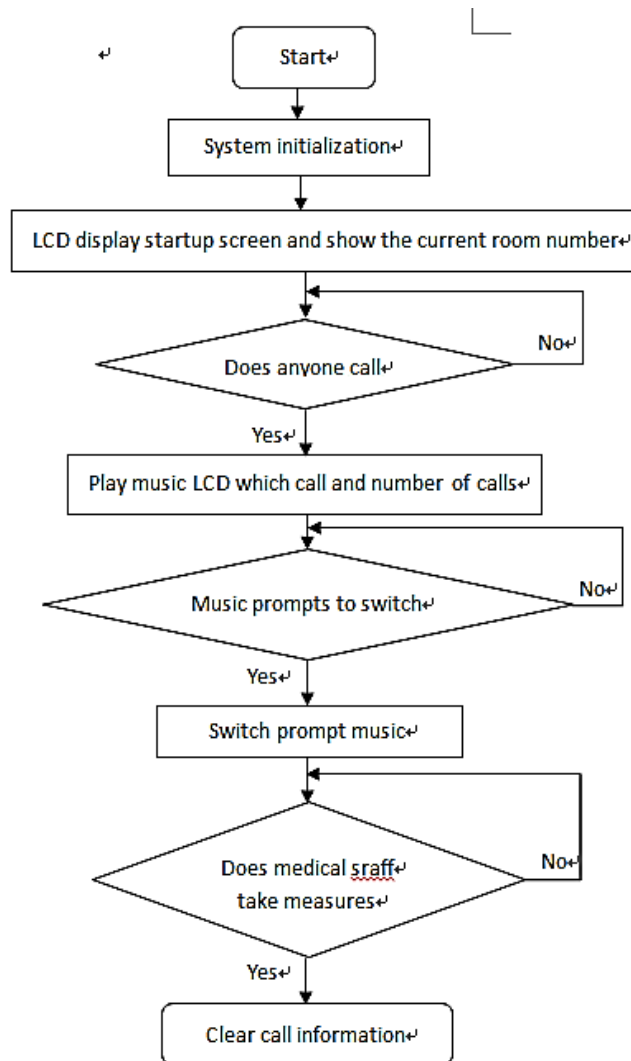 Start
System initialization
LCD display startup screen and show the current room number
No
Does anyone call
Yes
Play music LCD which call and number of calls
No
Music prompts to switch
Yes
Switch prompt music
No
Does medical sraff
take measures
Yes
Clear call information